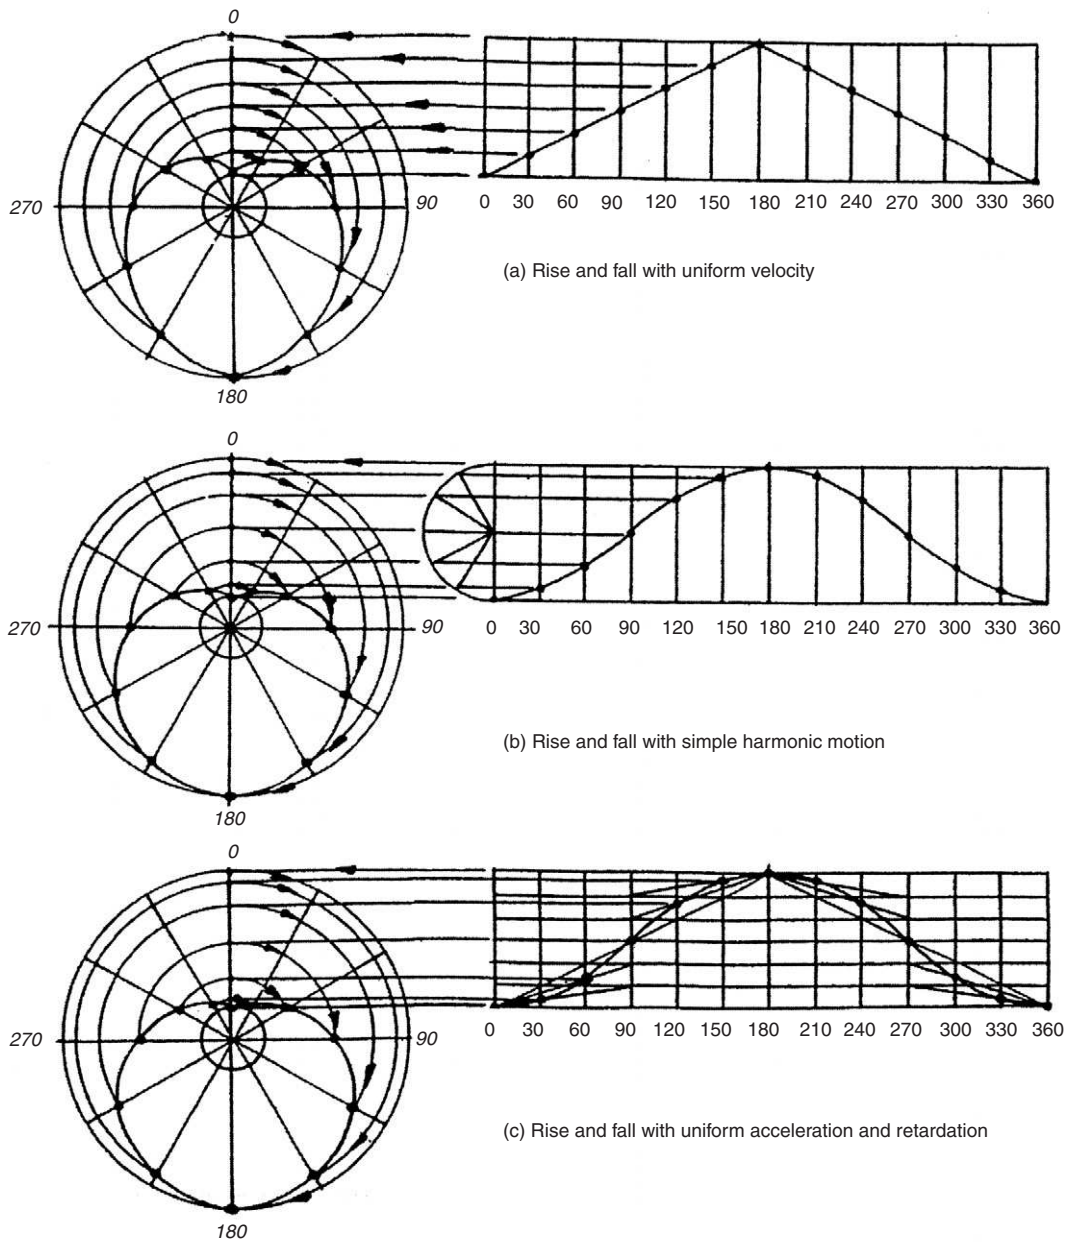 0
270
90
180
0 30 60 90 120 150 180 210 240 270 300 330 360
(a) Rise and fall with uniform velocity
0
270
90
180
0 30 60 90 120 150 180 210 240 270 300 330 360
(b) Rise and fall with simple harmonic motion
0
270
90
180
0 30 60 90 120 150 180 210 240 270 300 330 360
(c) Rise and fall with uniform acceleration and retardation